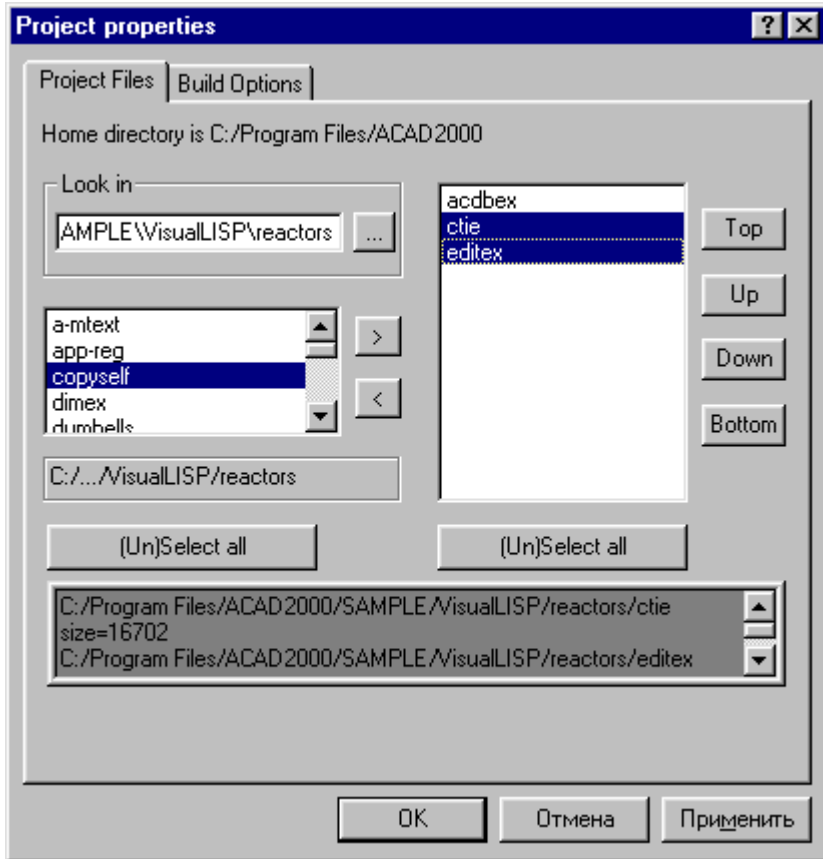 Project properties
Project Files
Build Options
Home directory is C:/Program Files/ACAD2000
Look in
AMPLE\VisualLISP\reactors
...
a-mtext
app-reg
copyself
dimex
dumbells
>
<
C:/.../VisualLISP/reactors
(Un)Select all
acdbex
ctie
editex
Top
Up
Down
Bottom
(Un)Select all
C:/Program Files/ACAD2000/SAMPLE/VisualLISP/reactors/ctie
size=16702
C:/Program Files/ACAD2000/SAMPLE/VisualLISP/reactors/editex
OK
Отмена
Применить